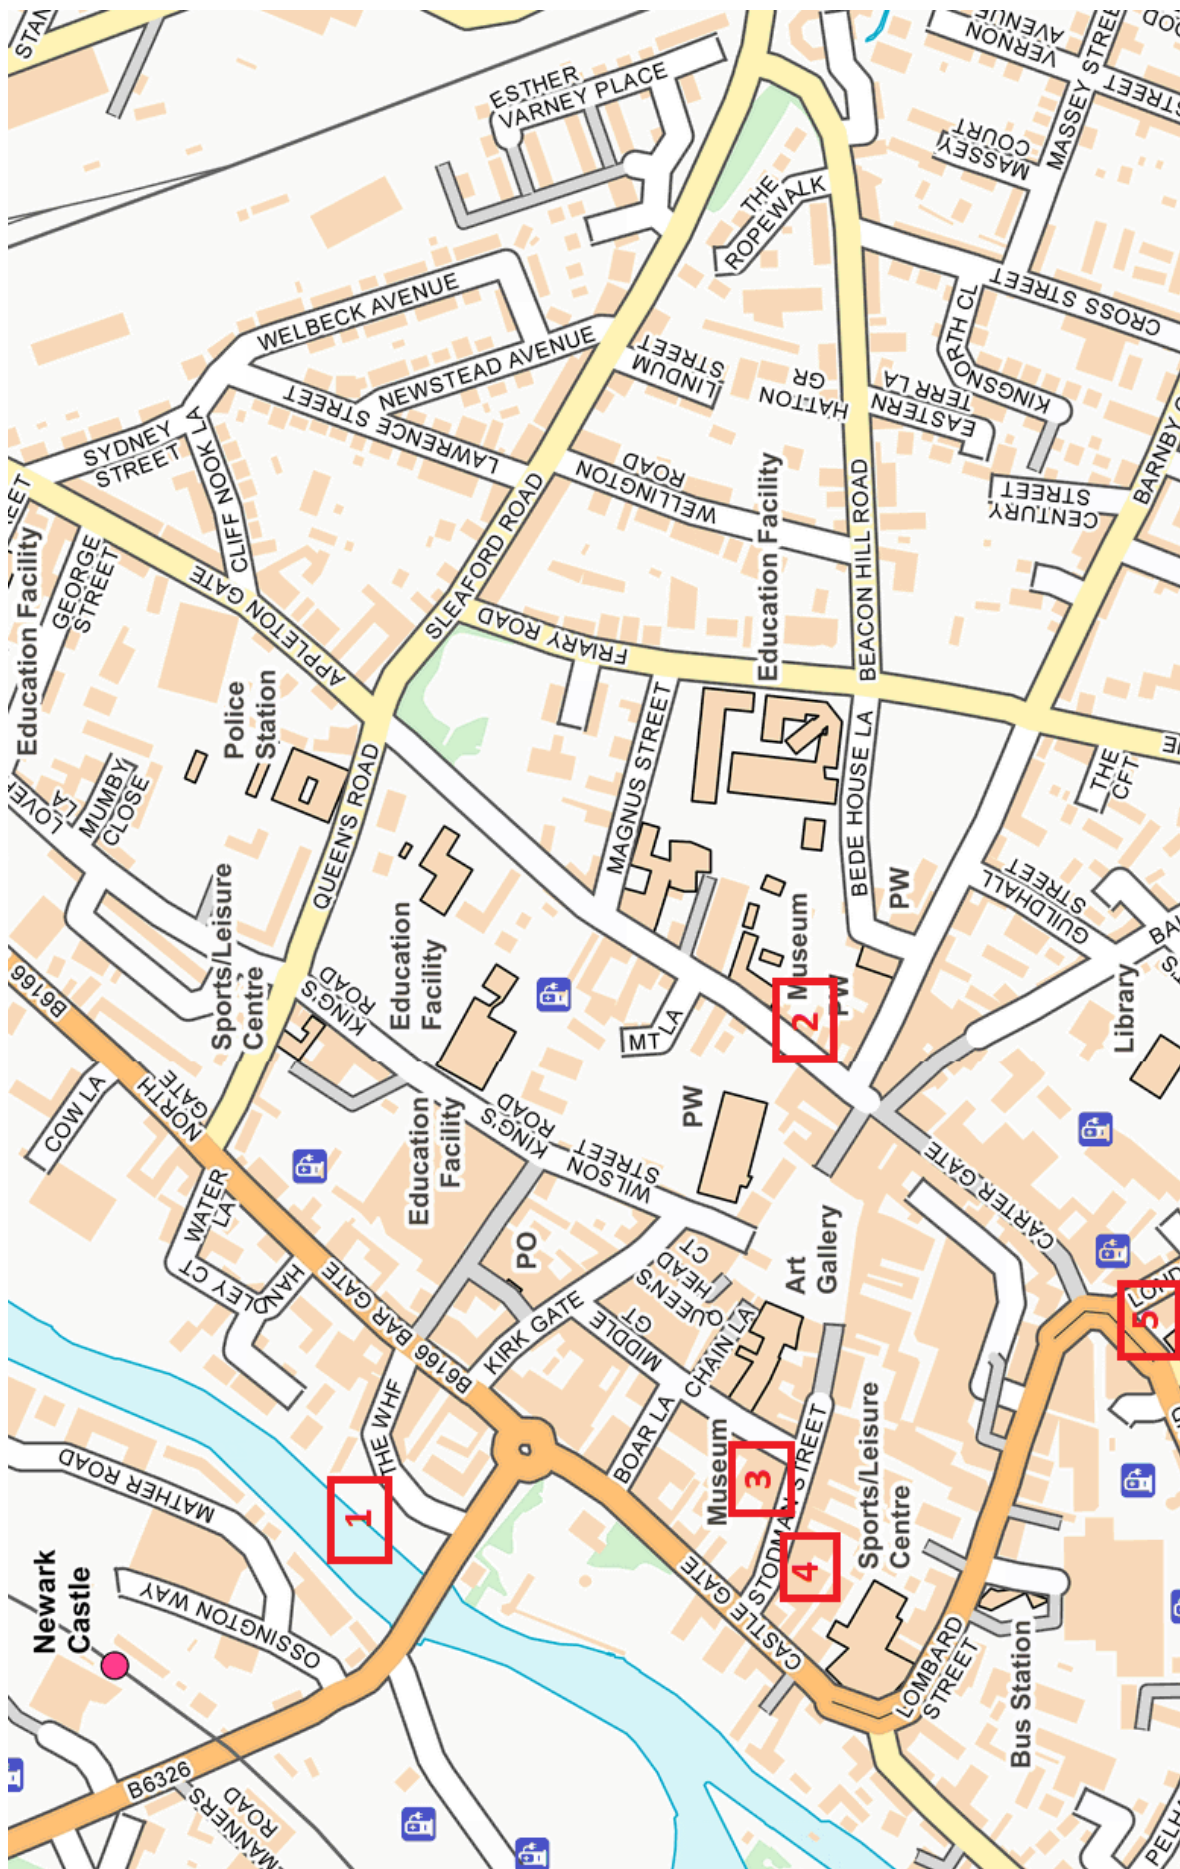 Education Facility
GEORGE
STREET
SYDNEY
STREET
CLIFF NOOK LA
APPLETON GATE
WELBECK AVENUE
NEWSTEAD AVENUE
LAWRENCE STREET
ESTHER
VARNEY PLACE
VERNON
AVENUE
MASSEY STREET
MASSEY
COURT
THE
ROPEWALK
CROSS STREET
KINGSNORTH CL
EASTERN
TERR LA
HATTON
GR
LINDUM
STREET
WELLINGTON
ROAD
CENTURY
STREET
SLEAFORD ROAD
BEACON HILL ROAD
FRIARY ROAD
Education Facility
Police
Station
MUMBY
CLOSE
QUEEN'S ROAD
MAGNUS STREET
BEDE HOUSE LA
PW
THE
CFT
GUILDHALL
STREET
Library
Sports/Leisure
Centre
KING'S
ROAD
Education
Facility
Education
Facility
KING'S
ROAD
WILSON
STREET
MT LA
Museum
PW
2
PW
B6166
NORTH
GATE
COW LA
WATER
LA
HANDLEY CT
B6166 BAR GATE
PO
KIRK GATE
QUEEN'S
HEAD
CT
MIDDLE
GT
CHAIN LA
BOAR LA
Art
Gallery
CARTER GATE
5
THE WHF
1
MATHER ROAD
OSSINGTON WAY
Newark
Castle
Museum
3
STODMAN STREET
4
Sports/Leisure
Centre
CASTLE GATE
LOMBARD
STREET
Bus Station
B6326
MANNERS
ROAD